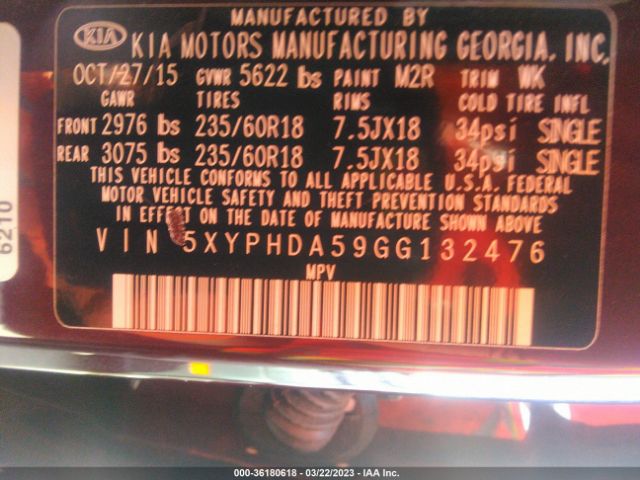 MANUFACTURED BY
KIA KIA MOTORS MANUFACTURING GEORGIA, INC.
OCT/27/15 GVWR 5622 bs PAINT M2R TRIM WK
GAWR TIRES RIMS COLD TIRE INFL
FRONT 2976 bs 235/60R18 7.5JX18 34psi SINGLE
REAR 3075 bs 235/60R18 7.5JX18 34psi SINGLE
THIS VEHICLE CONFORMS TO ALL APPLICABLE U.S.A. FEDERAL
MOTOR VEHICLE SAFETY AND THEFT PREVENTION STANDARDS
IN EFFECT ON THE DATE OF MANUFACTURE SHOWN ABOVE
VIN 5XYPHDA59GG132476
MPV
6210
000-36180618 - 03/22/2023 - IAA Inc.